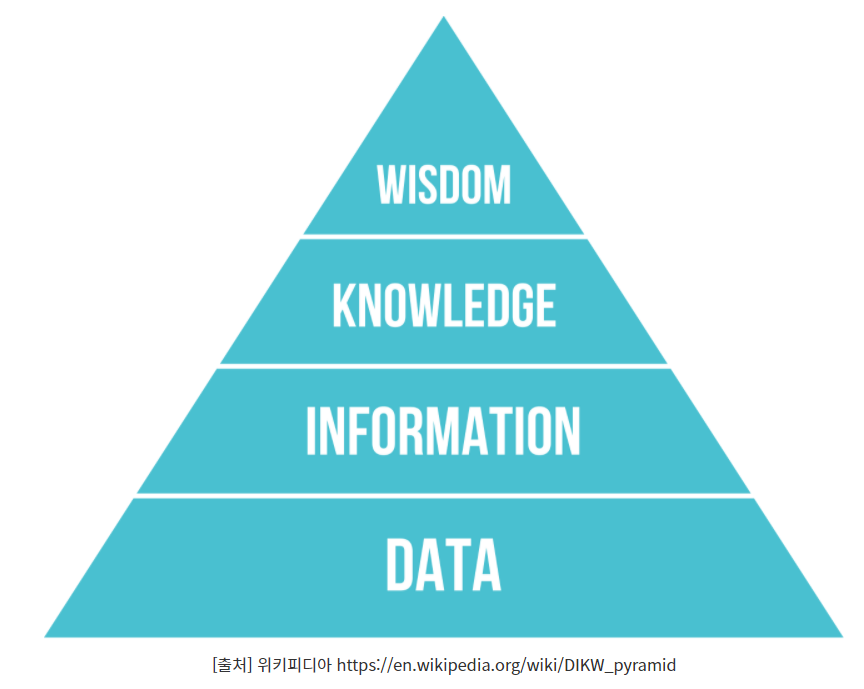 WISDOM
KNOWLEDGE
INFORMATION
DATA
[출처] 위키피디아 https://en.wikipedia.org/wiki/DIKW_pyramid